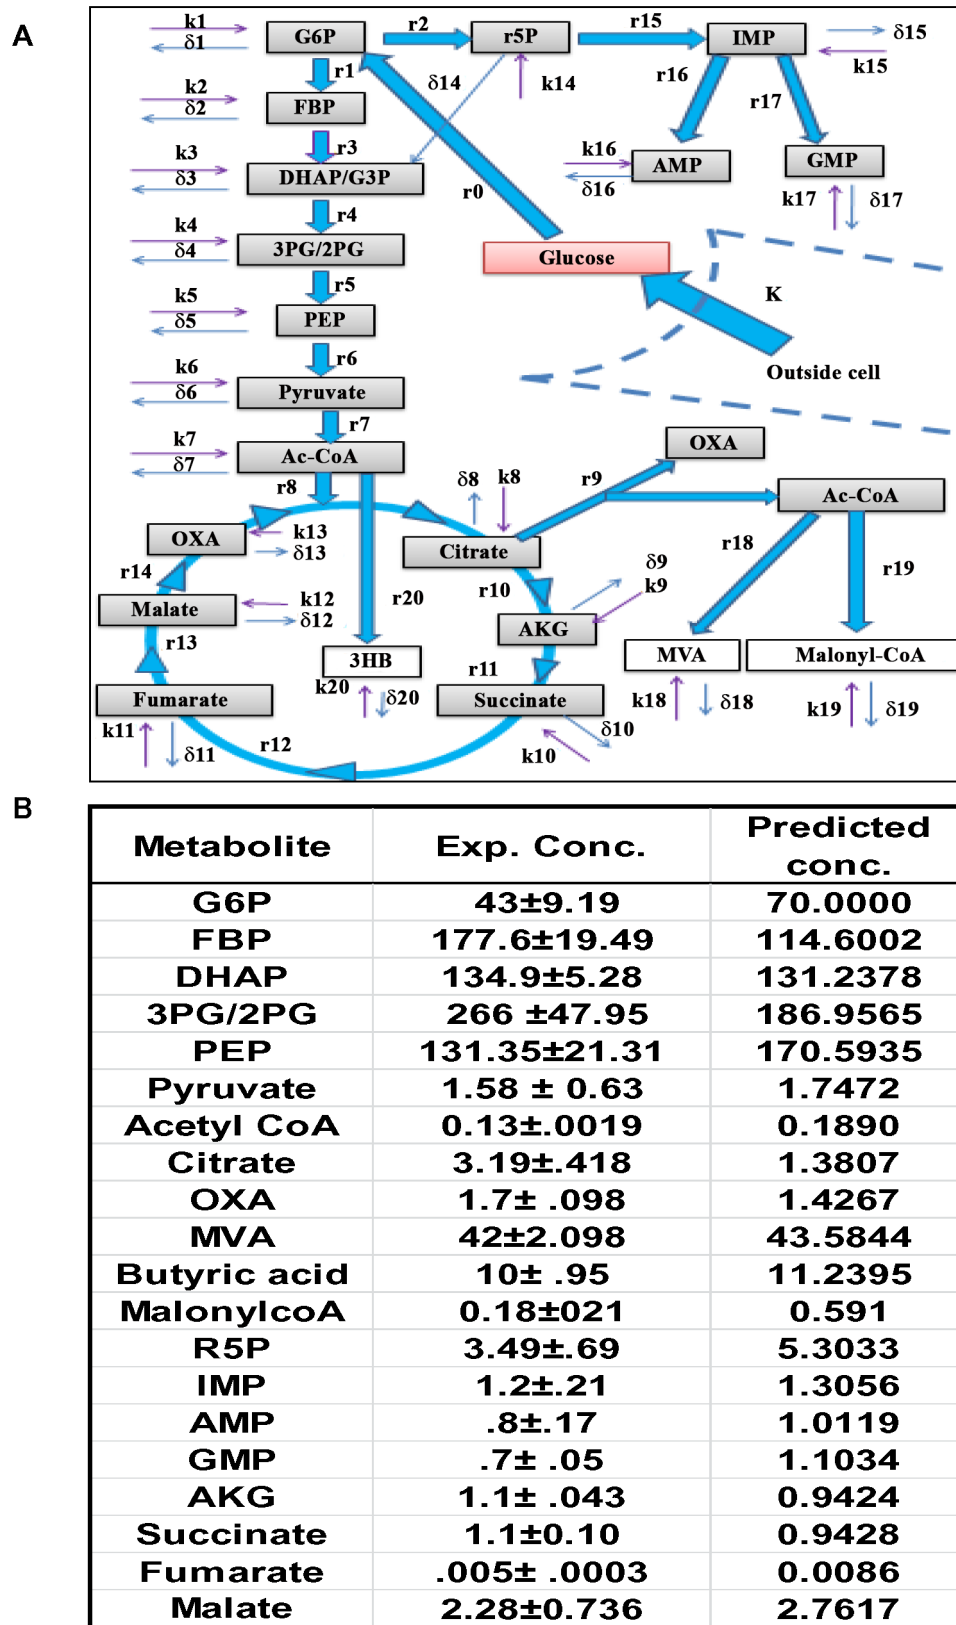 A
k1
δ1
G6P
r2
r5P
r15
IMP
δ15
k15
r1
k2
δ2
FBP
δ14
k14
r16
r17
r3
k3
δ3
DHAP/G3P
r0
k16
δ16
AMP
GMP
k17
δ17
r4
k4
δ4
3PG/2PG
Glucose
K
r5
k5
δ5
PEP
r6
Outside cell
k6
δ6
Pyruvate
r7
k7
δ7
Ac-CoA
OXA
r8
δ8
k8
r9
Ac-CoA
OXA
k13
δ13
Citrate
r18
r19
r14
r10
δ9
k9
Malate
k12
δ12
r20
AKG
r13
3HB
r11
MVA
Malonyl-CoA
Fumarate
k20
δ20
Succinate
k18
δ18
k19
δ19
k11
δ11
r12
δ10
k10
B
Metabolite Exp. Conc. Predicted
conc.
G6P 43±9.19 70.0000
FBP 177.6±19.49 114.6002
DHAP 134.9±5.28 131.2378
3PG/2PG 266 ±47.95 186.9565
PEP 131.35±21.31 170.5935
Pyruvate 1.58 ± 0.63 1.7472
Acetyl CoA 0.13±.0019 0.1890
Citrate 3.19±.418 1.3807
OXA 1.7± .098 1.4267
MVA 42±2.098 43.5844
Butyric acid 10± .95 11.2395
MalonylcoA 0.18±021 0.591
R5P 3.49±.69 5.3033
IMP 1.2±.21 1.3056
AMP .8±.17 1.0119
GMP .7± .05 1.1034
AKG 1.1± .043 0.9424
Succinate 1.1±0.10 0.9428
Fumarate .005± .0003 0.0086
Malate 2.28±0.736 2.7617